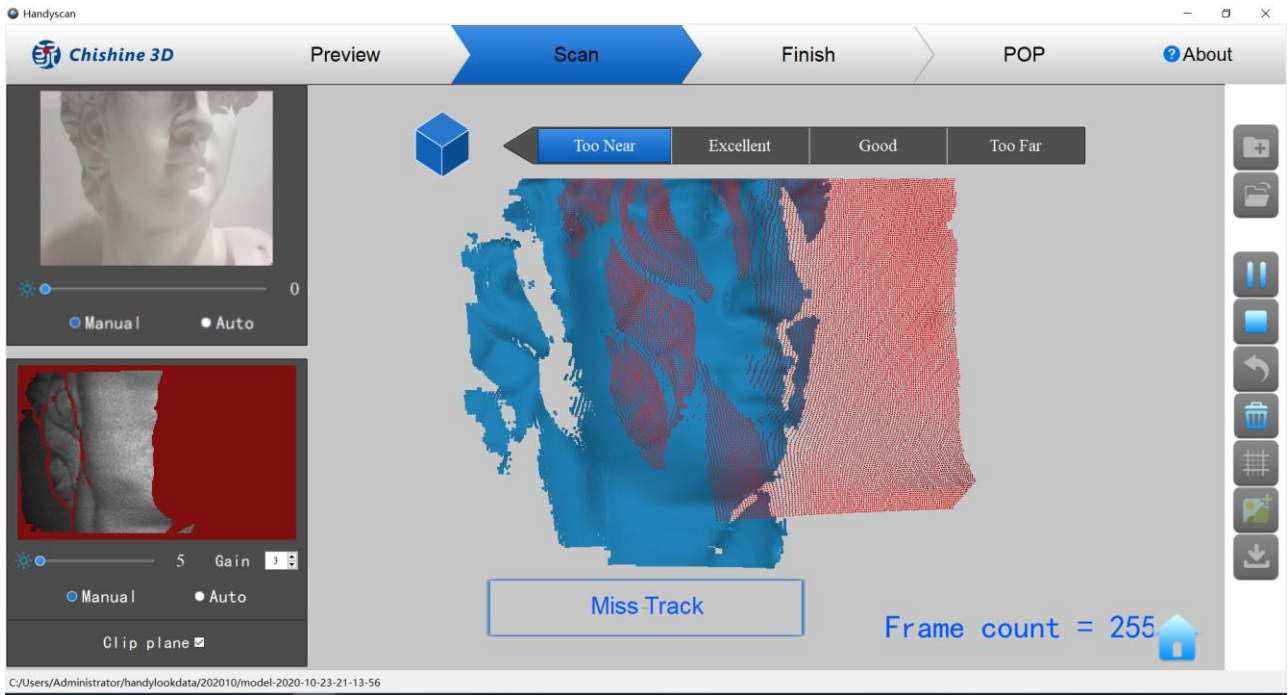 Handyscan
Chishine 3D
Preview
Scan
Finish
POP
? About
Too Near
Excellent
Good
Too Far
0
Manual
Auto
5 Gain 3
Manual
Auto
Clip plane
Miss Track
Frame count = 255
C:/Users/Administrator/handylookdata/202010/model-2020-10-23-21-13-56